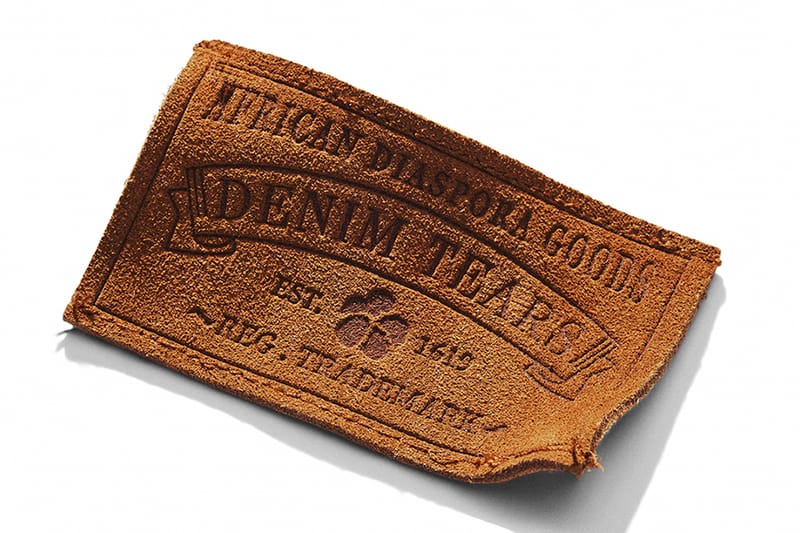 AFRICAN DIASPORA GOODS
DENIM TEARS
EST. 1619
~REG. TRADEMARK~